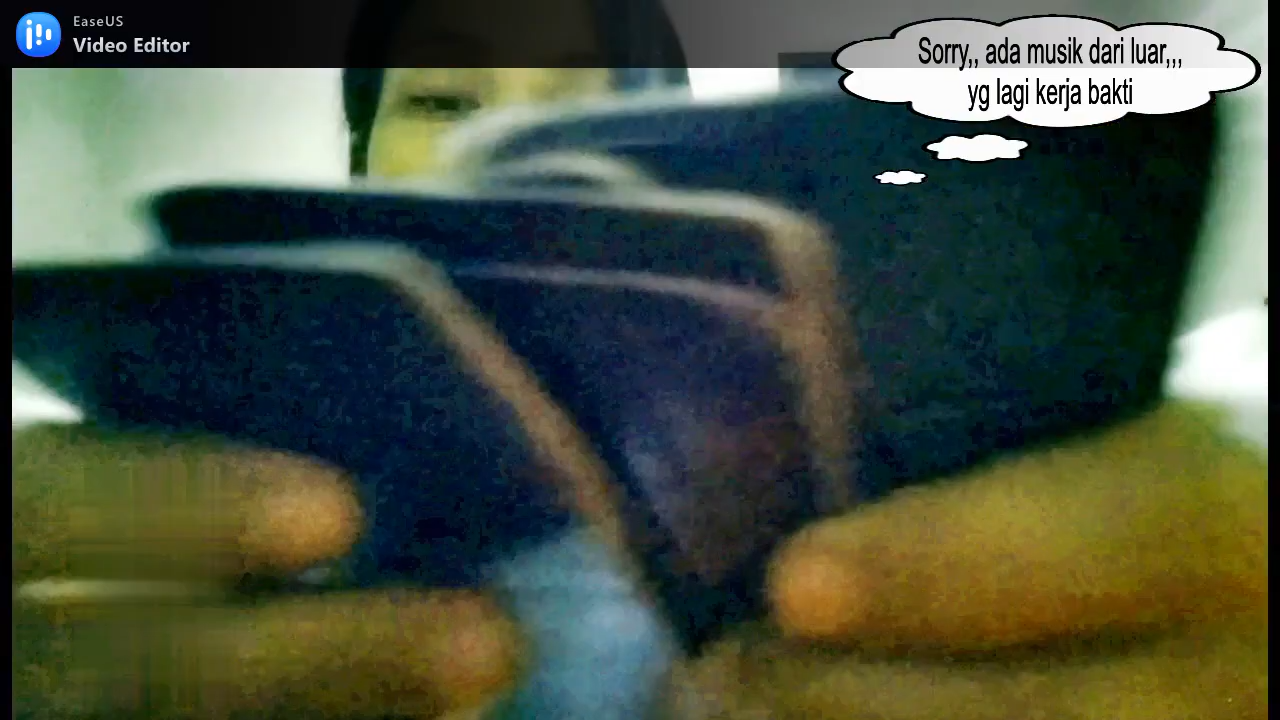 EaseUS
Video Editor
Sorry,, ada musik dari luar,,,
yg lagi kerja bakti